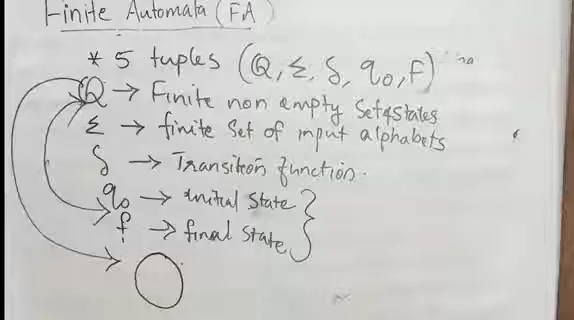 Finite Automata (FA)
* 5 tuples (Q, Σ, δ, q0, F)
Q → Finite non empty Set of States
Σ → finite Set of input alphabets
δ → Transition function.
q0 → initial State
f → final State